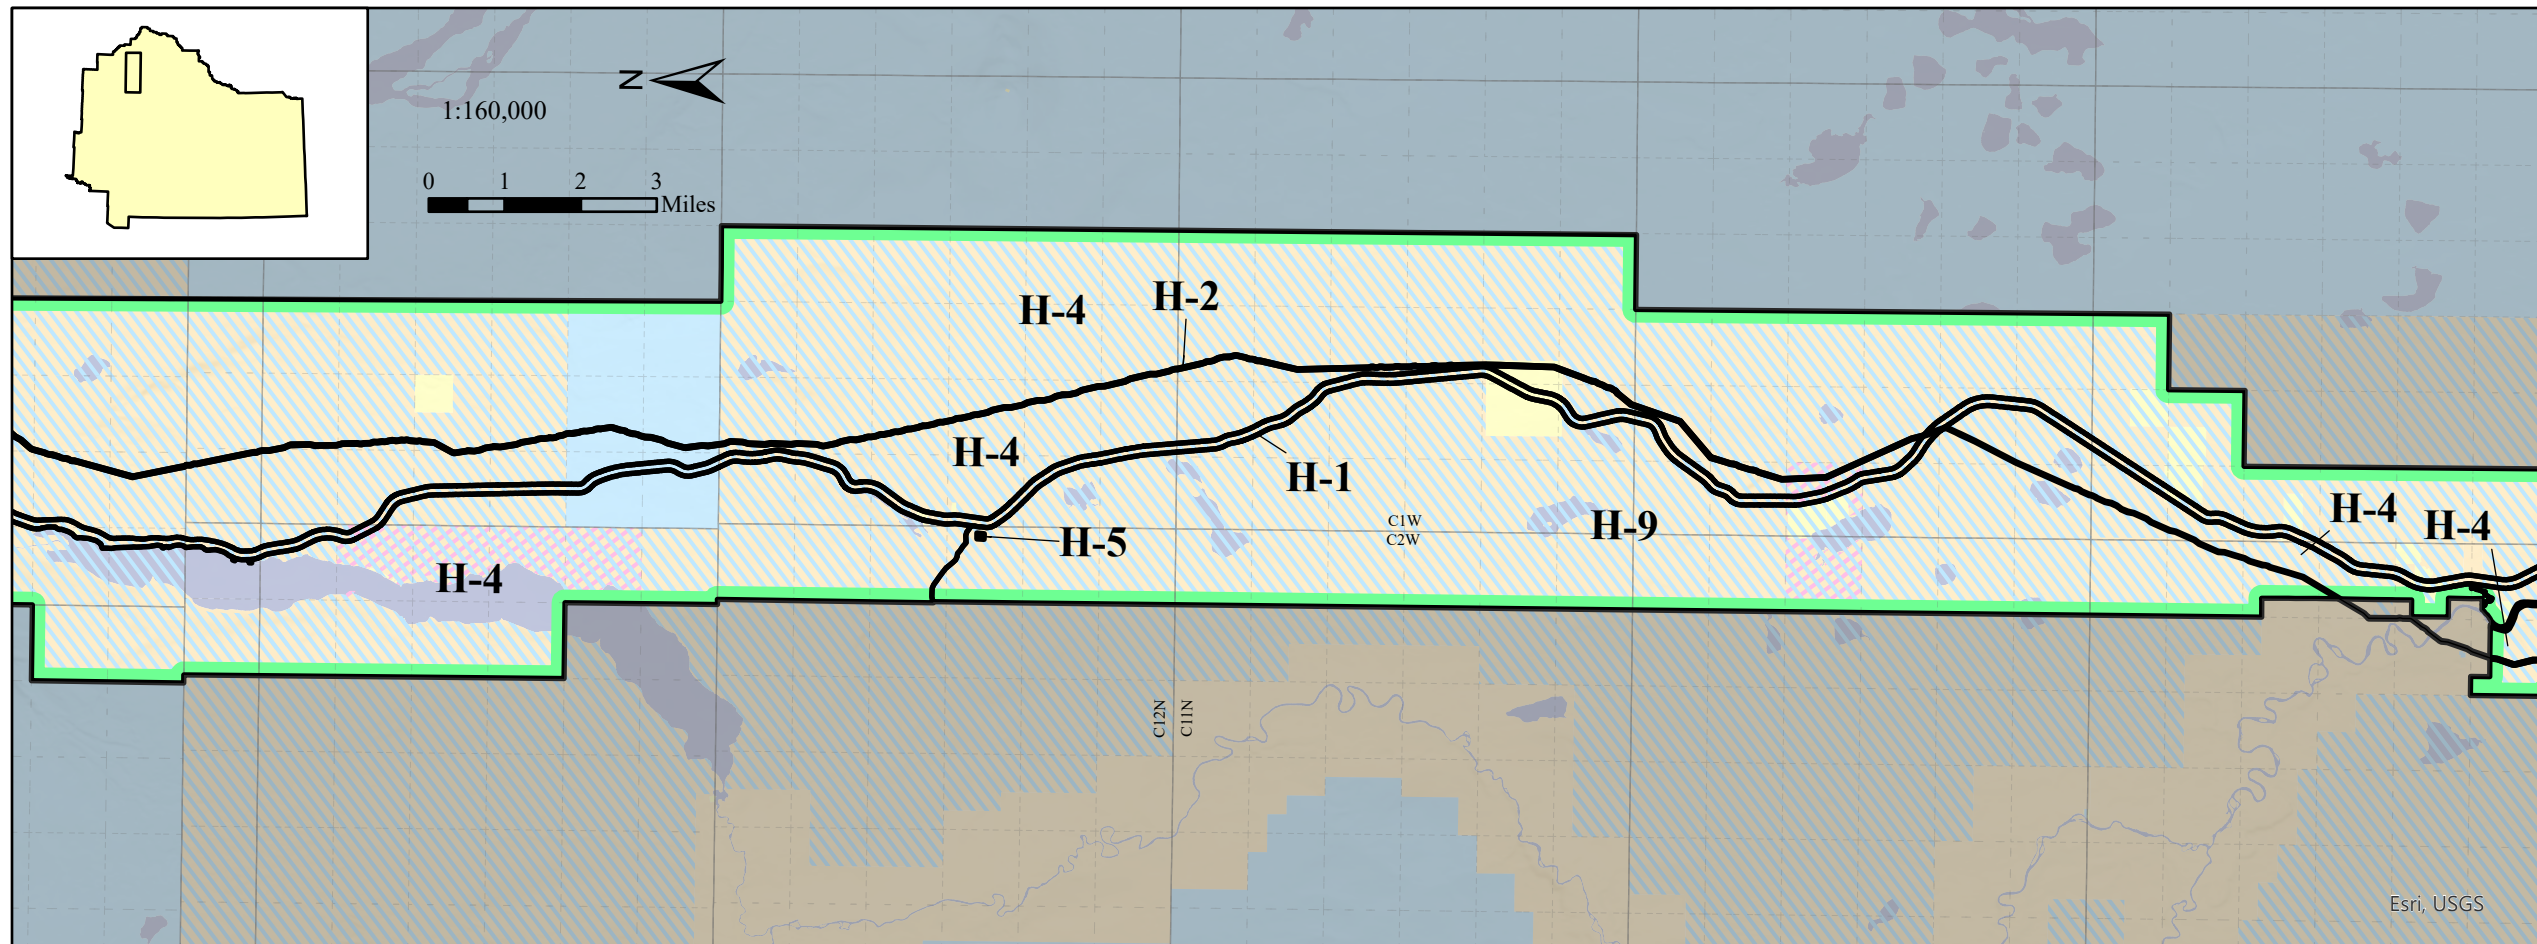 N
1:160,000
0 1 2 3
Miles
H-4
H-2
H-4
H-1
H-5
H-4
H-9
H-4
H-4
C1W
C2W
C12N
C11N
Esri, USGS